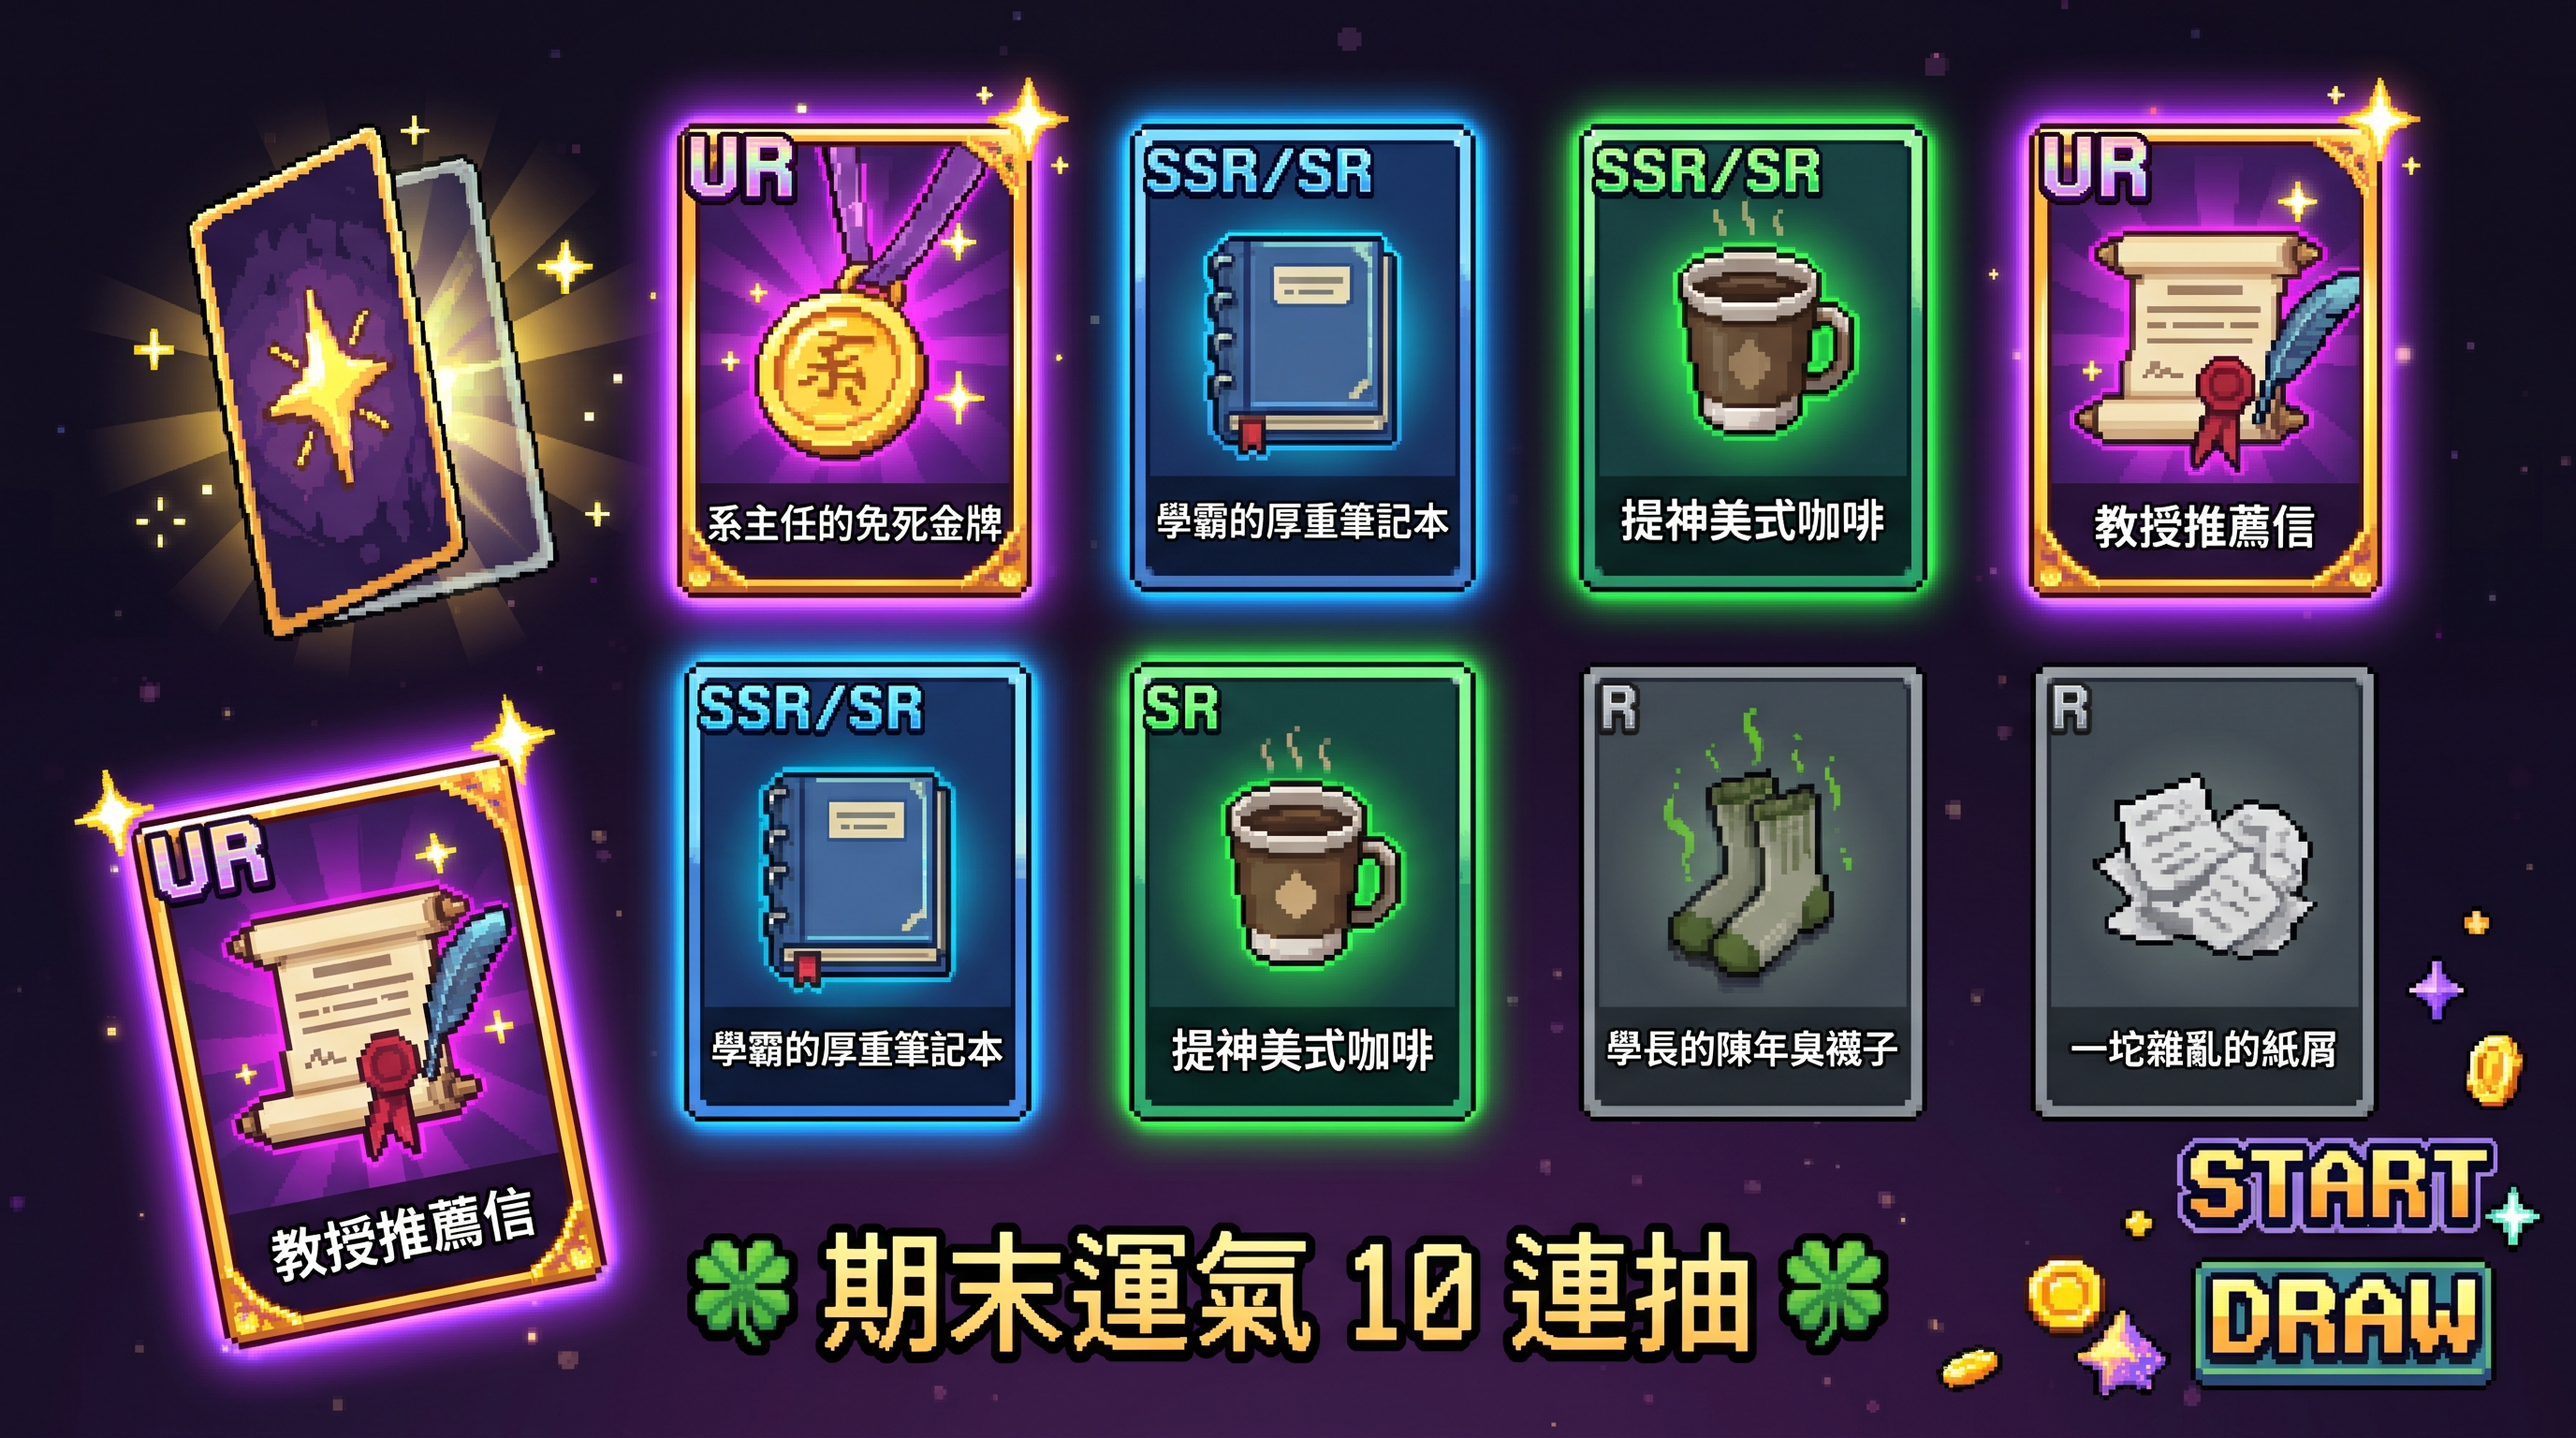 UR
系
系主任的免死金牌
SSR/SR
學霸的厚重筆記本
SSR/SR
提神美式咖啡
UR
教授推薦信
UR
教授推薦信
SSR/SR
學霸的厚重筆記本
SR
提神美式咖啡
R
學長的陳年臭襪子
R
一坨雜亂的紙屑
期末運氣 10 連抽
START
DRAW